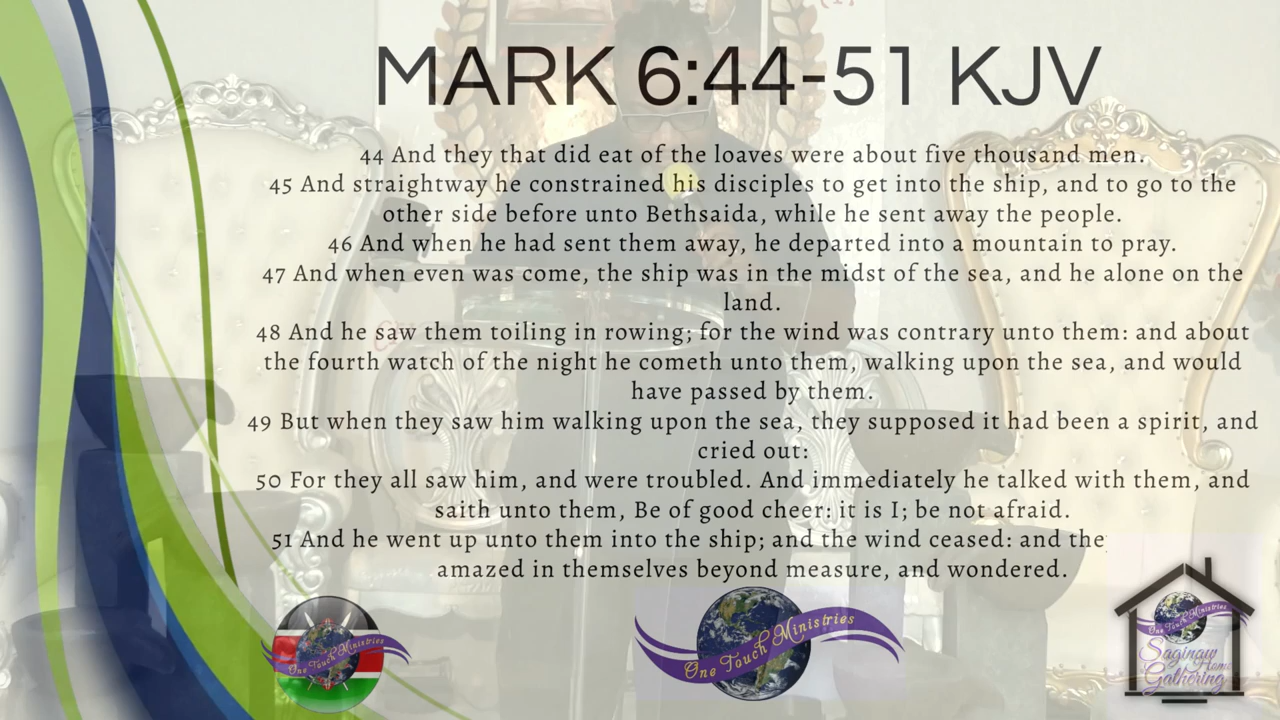 MARK 6:44-51 KJV
44 And they that did eat of the loaves were about five thousand men.
45 And straightway he constrained his disciples to get into the ship, and to go to the
other side before unto Bethsaida, while he sent away the people.
46 And when he had sent them away, he departed into a mountain to pray.
47 And when even was come, the ship was in the midst of the sea, and he alone on the
land.
48 And he saw them toiling in rowing; for the wind was contrary unto them: and about
the fourth watch of the night he cometh unto them, walking upon the sea, and would
have passed by them.
49 But when they saw him walking upon the sea, they supposed it had been a spirit, and
cried out:
50 For they all saw him, and were troubled. And immediately he talked with them, and
saith unto them, Be of good cheer: it is I; be not afraid.
51 And he went up unto them into the ship; and the wind ceased: and the
amazed in themselves beyond measure, and wondered.
One Touch Ministries
One Touch Ministries
One Touch Ministries
Saginaw
Home
Gathering